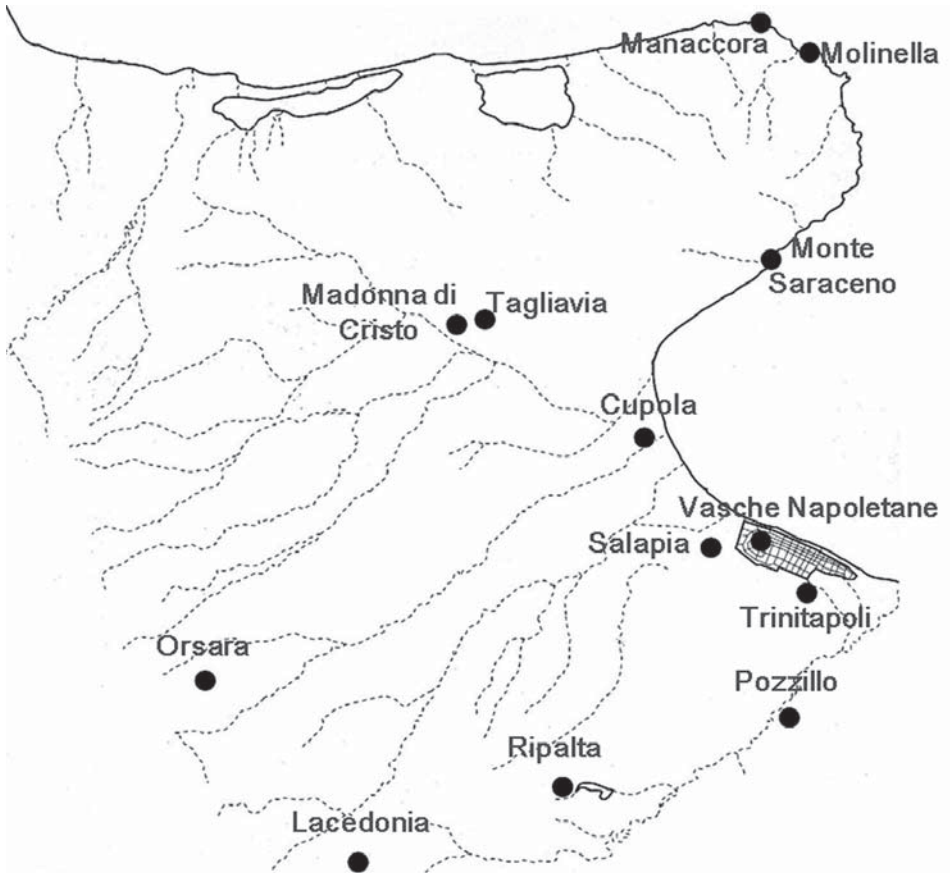 Manaccora
Molinella
Monte
Saraceno
Madonna di
Cristo
Tagliavia
Cupola
Vasche Napoletane
Salapia
Trinitapoli
Orsara
Pozzillo
Ripalta
Lacedonia